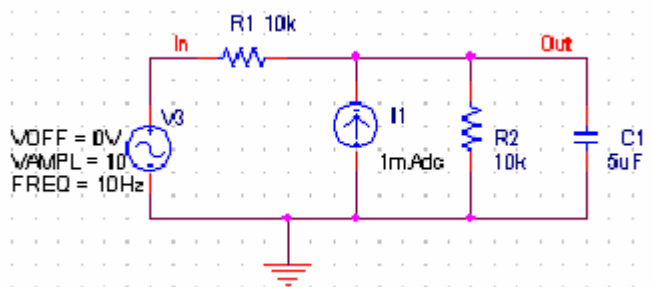 R1 10k
In
Out
V3
I1
VOFF = 0V
VAMPL = 10
FREQ = 10Hz
1mAdc
R2
10k
C1
5uF